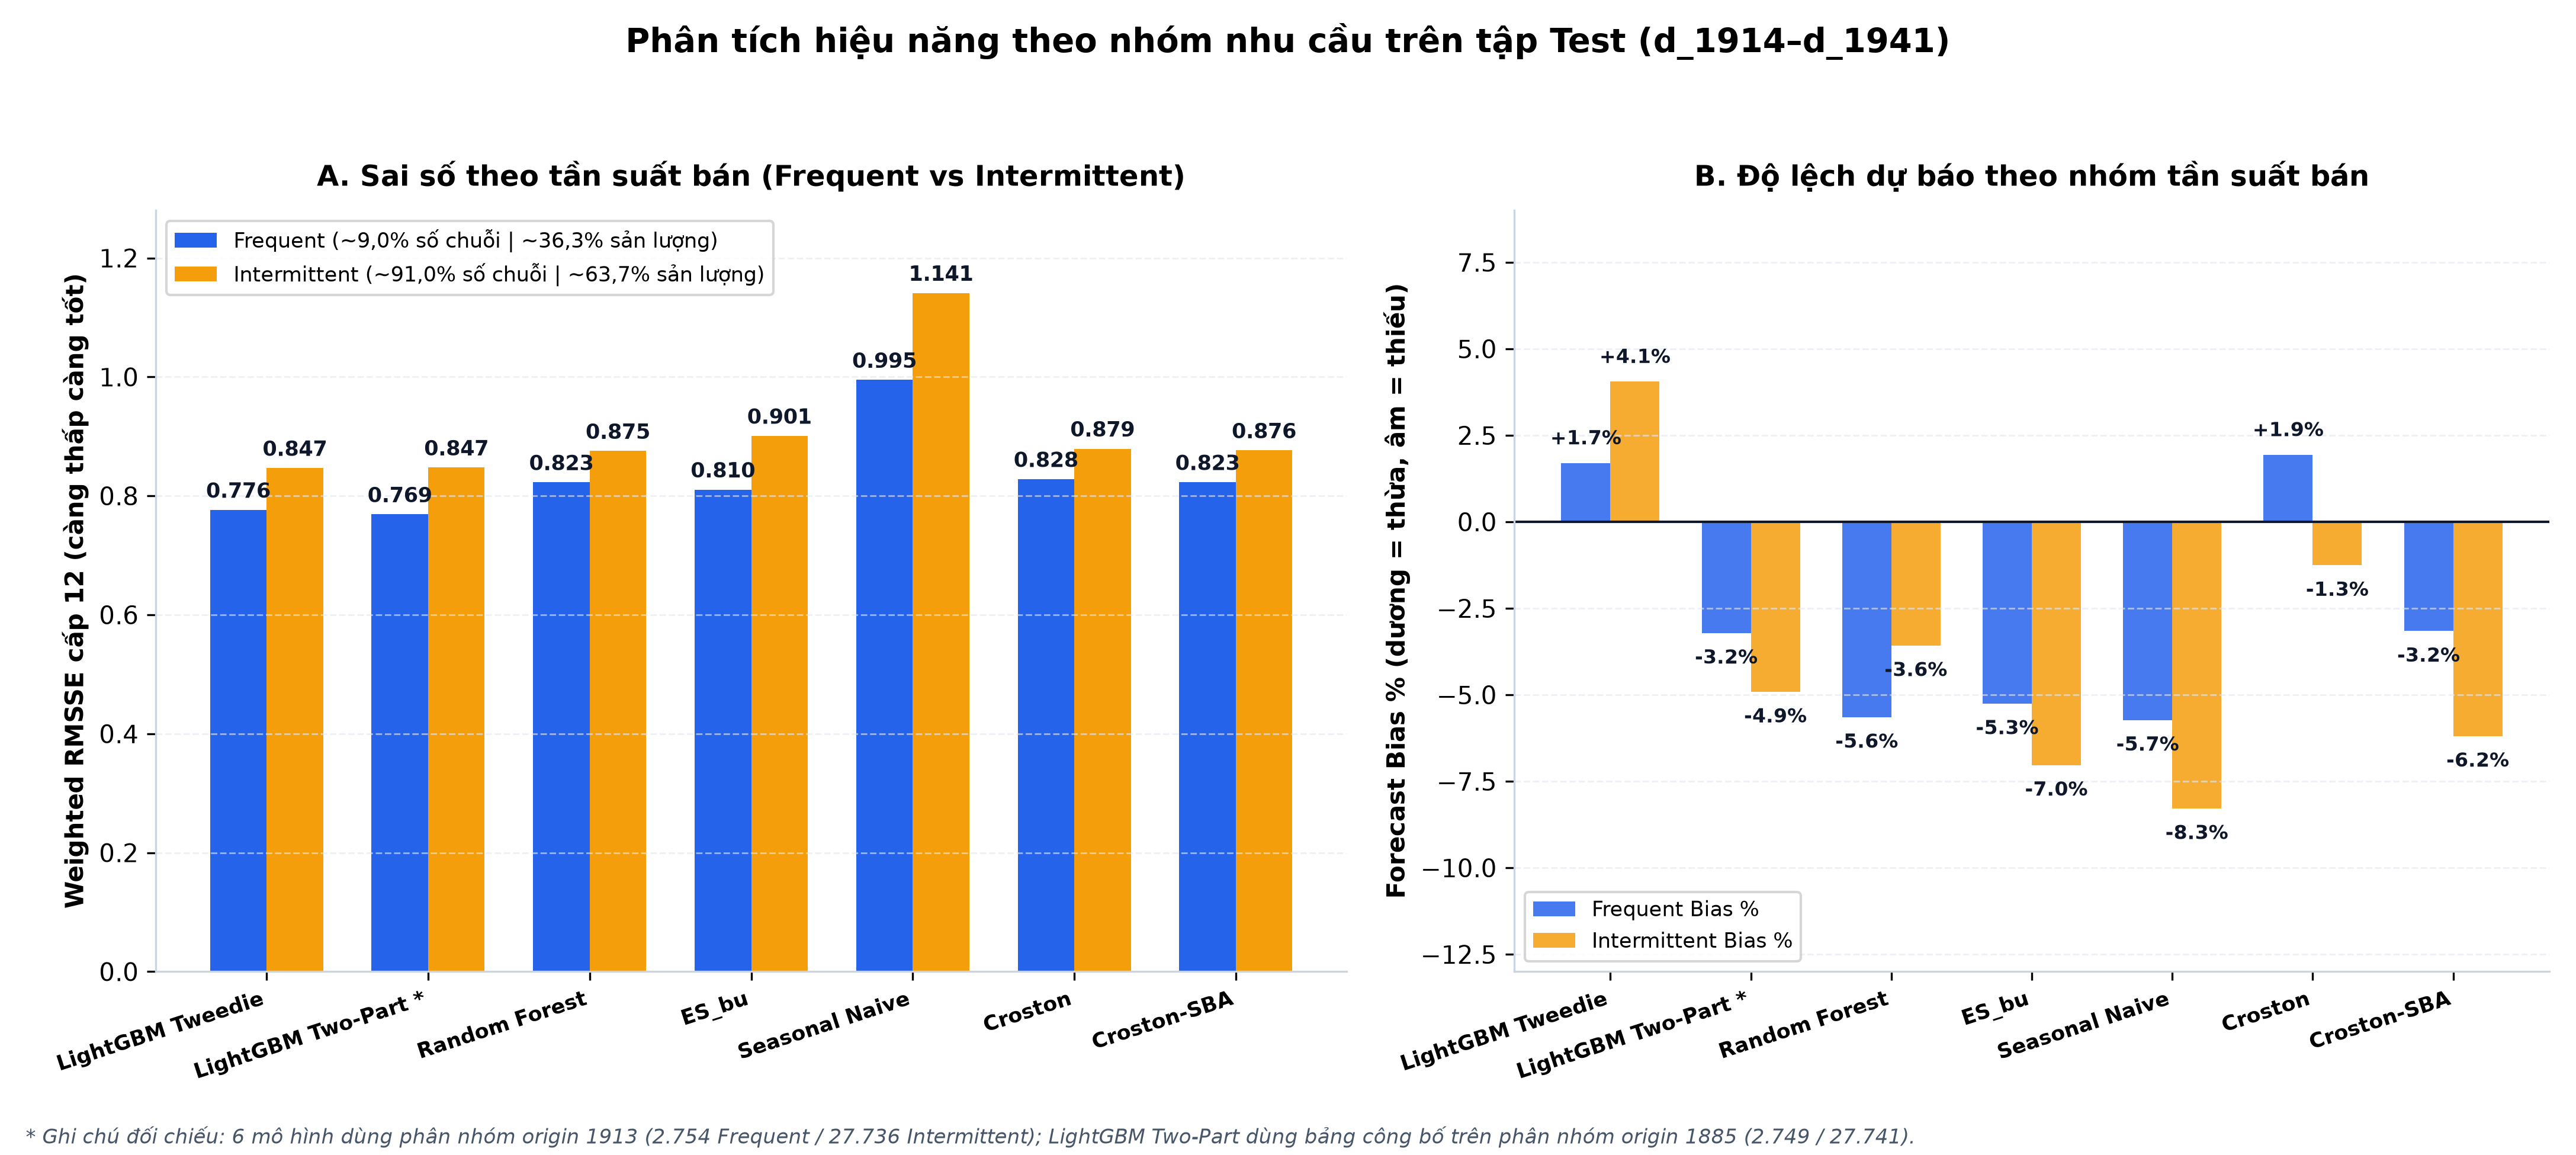 Phân tích hiệu năng theo nhóm nhu cầu trên tập Test (d_1914–d_1941)
A. Sai số theo tần suất bán (Frequent vs Intermittent)
Weighted RMSSE cấp 12 (càng thấp càng tốt)
1.2
1.0
0.8
0.6
0.4
0.2
0.0
Frequent (~9,0% số chuỗi | ~36,3% sản lượng)
Intermittent (~91,0% số chuỗi | ~63,7% sản lượng)
0.776
0.847
0.769
0.847
0.823
0.875
0.810
0.901
0.995
1.141
0.828
0.879
0.823
0.876
LightGBM Tweedie
LightGBM Two-Part *
Random Forest
ES_bu
Seasonal Naive
Croston
Croston-SBA
B. Độ lệch dự báo theo nhóm tần suất bán
Forecast Bias % (dương = thừa, âm = thiếu)
7.5
5.0
2.5
0.0
−2.5
−5.0
−7.5
−10.0
−12.5
+1.7%
+4.1%
-3.2%
-4.9%
-5.6%
-3.6%
-5.3%
-7.0%
-5.7%
-8.3%
+1.9%
-1.3%
-3.2%
-6.2%
Frequent Bias %
Intermittent Bias %
LightGBM Tweedie
LightGBM Two-Part *
Random Forest
ES_bu
Seasonal Naive
Croston
Croston-SBA
* Ghi chú đối chiếu: 6 mô hình dùng phân nhóm origin 1913 (2.754 Frequent / 27.736 Intermittent); LightGBM Two-Part dùng bảng công bố trên phân nhóm origin 1885 (2.749 / 27.741).